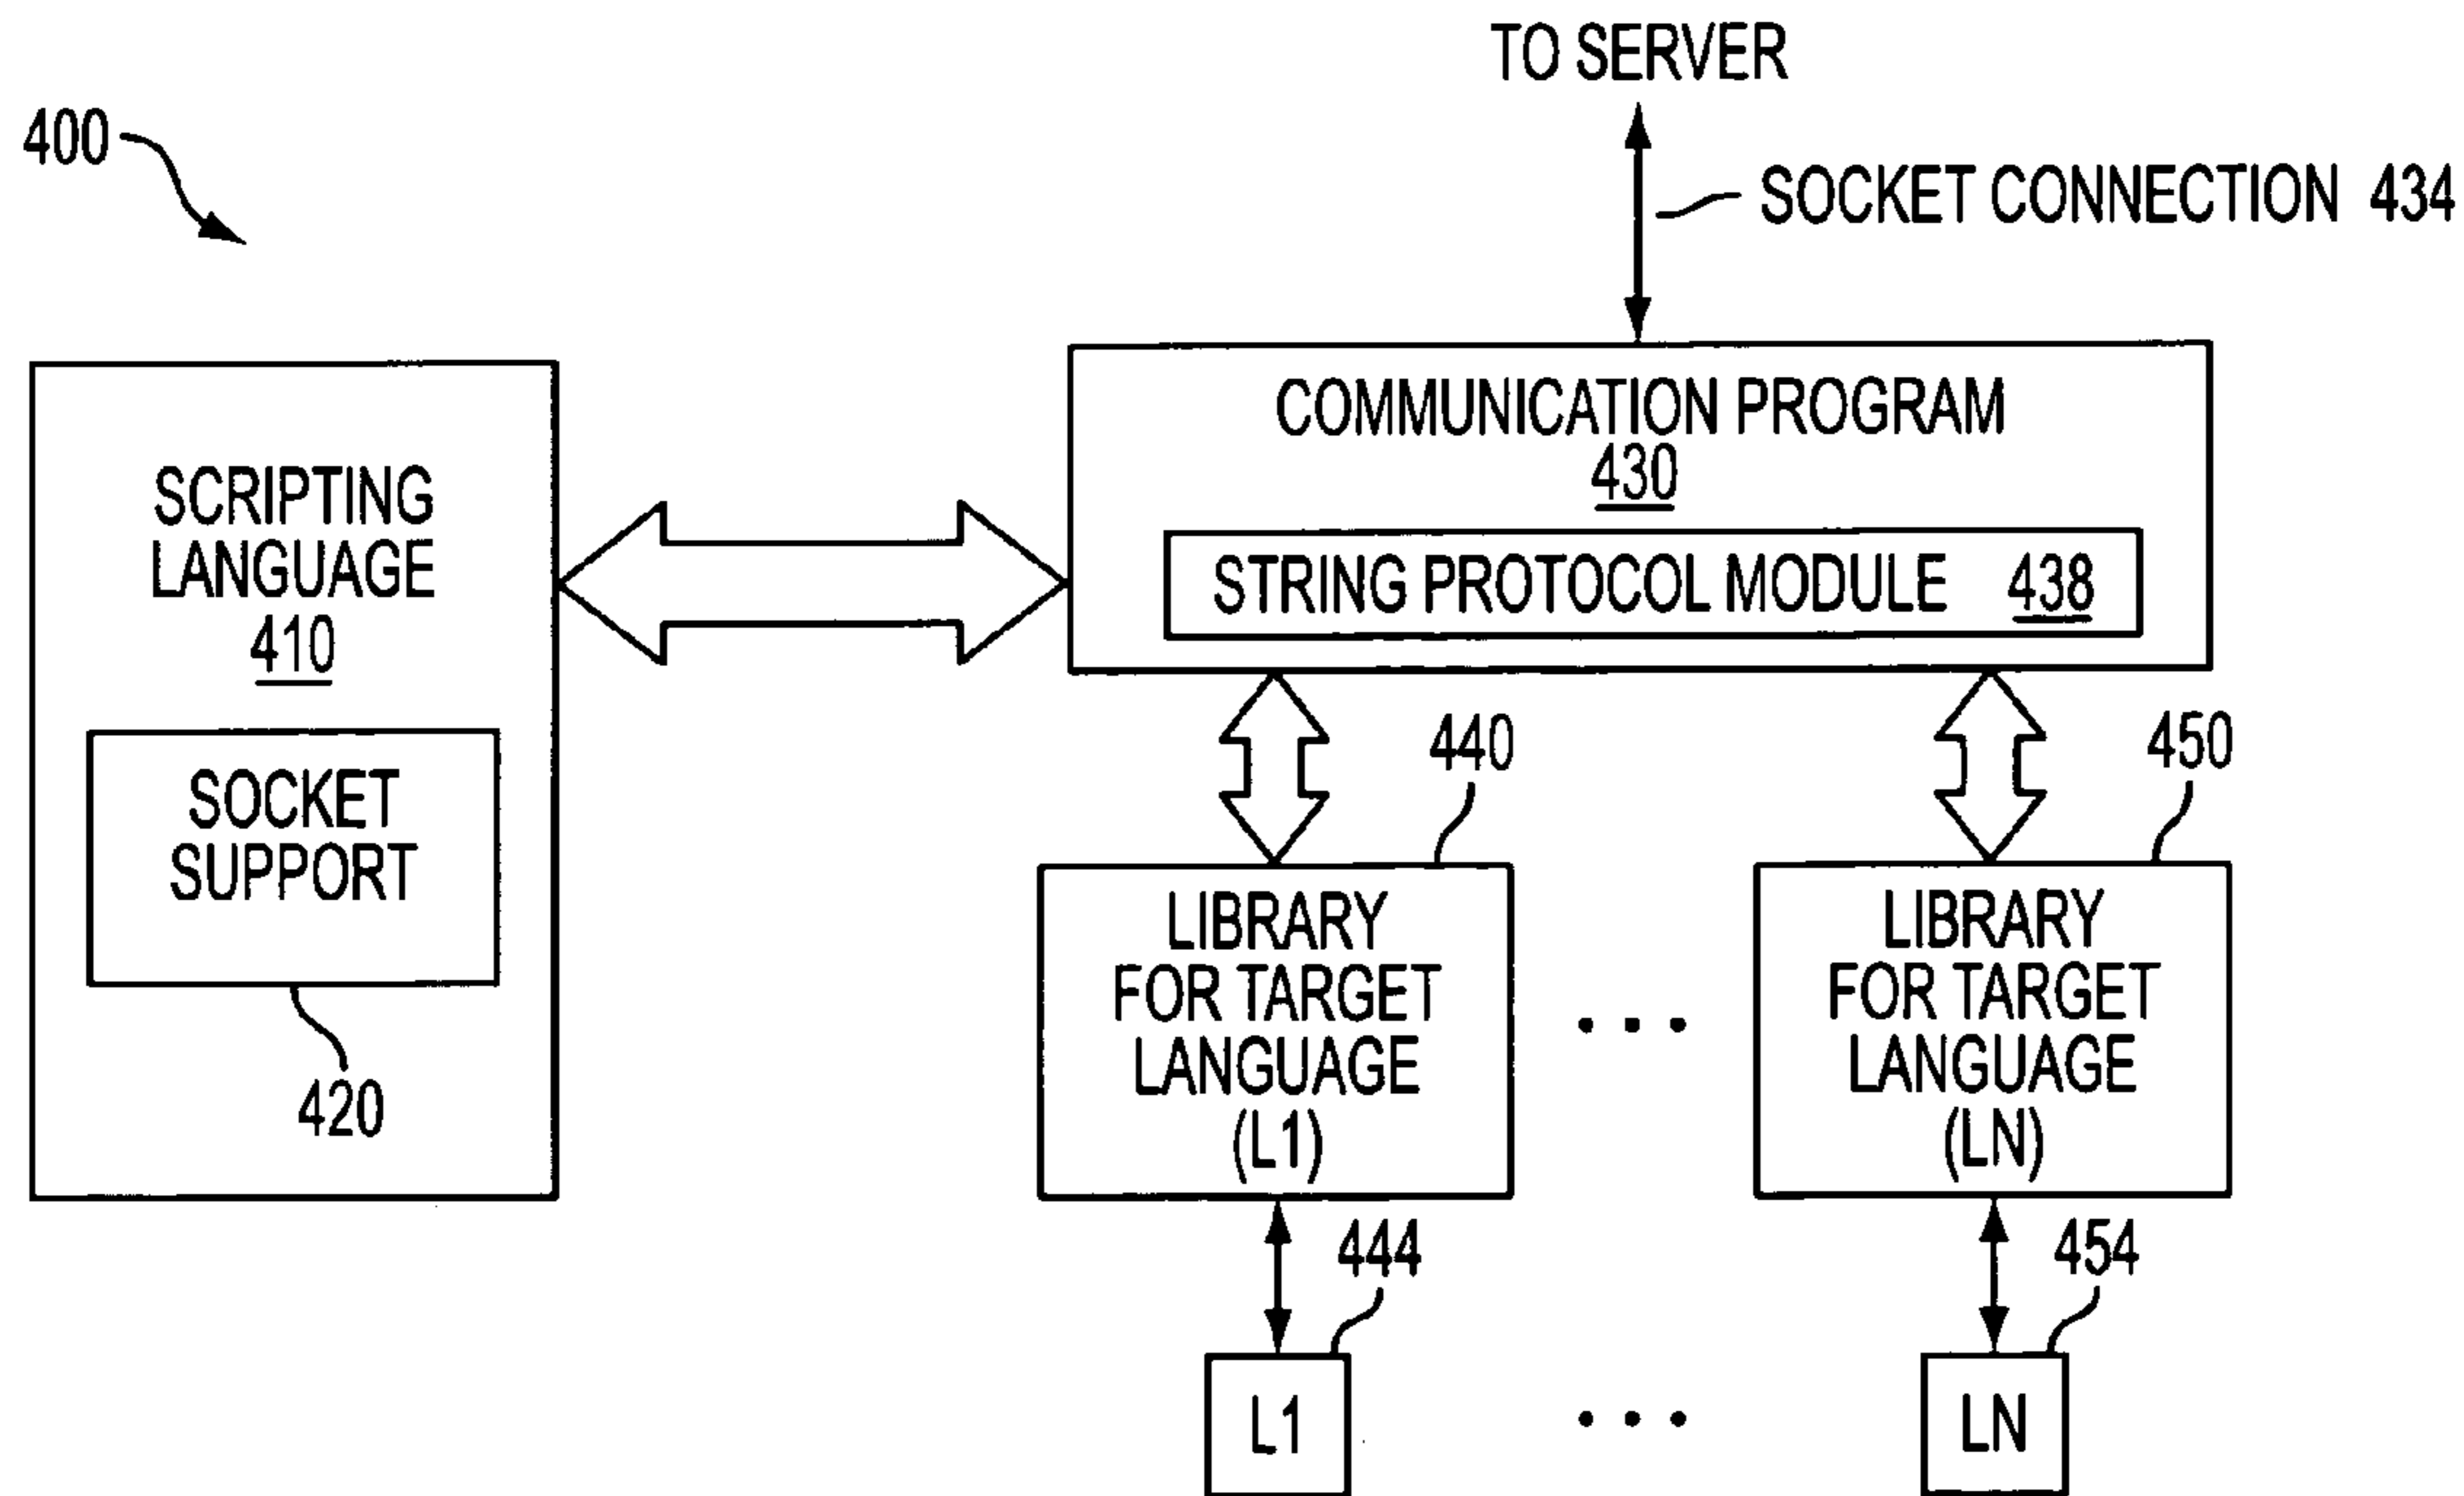 TO SERVER
400
SOCKET CONNECTION 434
COMMUNICATION PROGRAM
430
STRING PROTOCOL MODULE 438
SCRIPTING
LANGUAGE
410
SOCKET
SUPPORT
420
440
450
LIBRARY
FOR TARGET
LANGUAGE
(L1)
• • •
LIBRARY
FOR TARGET
LANGUAGE
(LN)
444
454
L1
• • •
LN